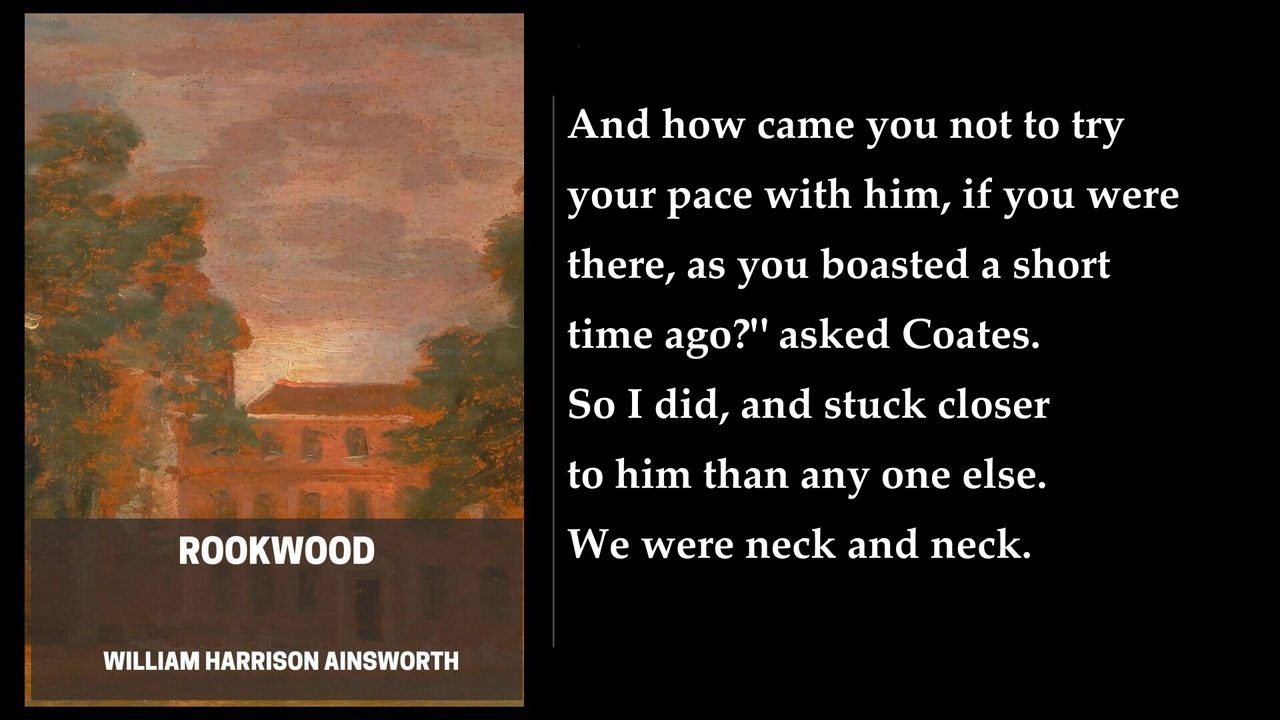 ROOKWOOD
WILLIAM HARRISON AINSWORTH
And how came you not to try
your pace with him, if you were
there, as you boasted a short
time ago?" asked Coates.
So I did, and stuck closer
to him than any one else.
We were neck and neck.